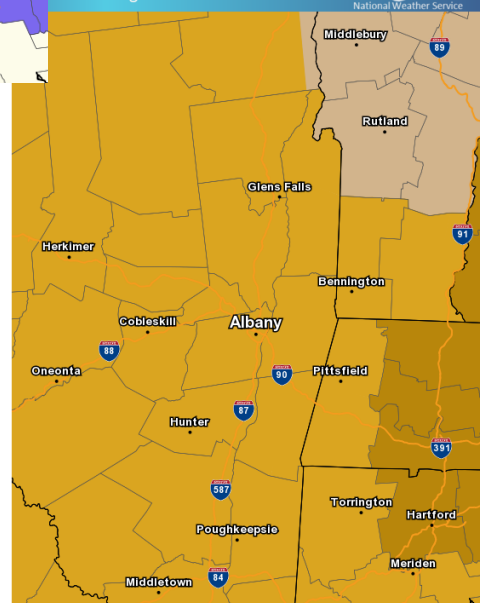 National Weather Service
Middlebury
89
Rutland
Glens Falls
91
Herkimer
Bennington
Cobleskill
Albany
88
Oneonta
90
Pittsfield
87
Hunter
391
587
Torrington
Hartford
Poughkeepsie
Meriden
84
Middletown